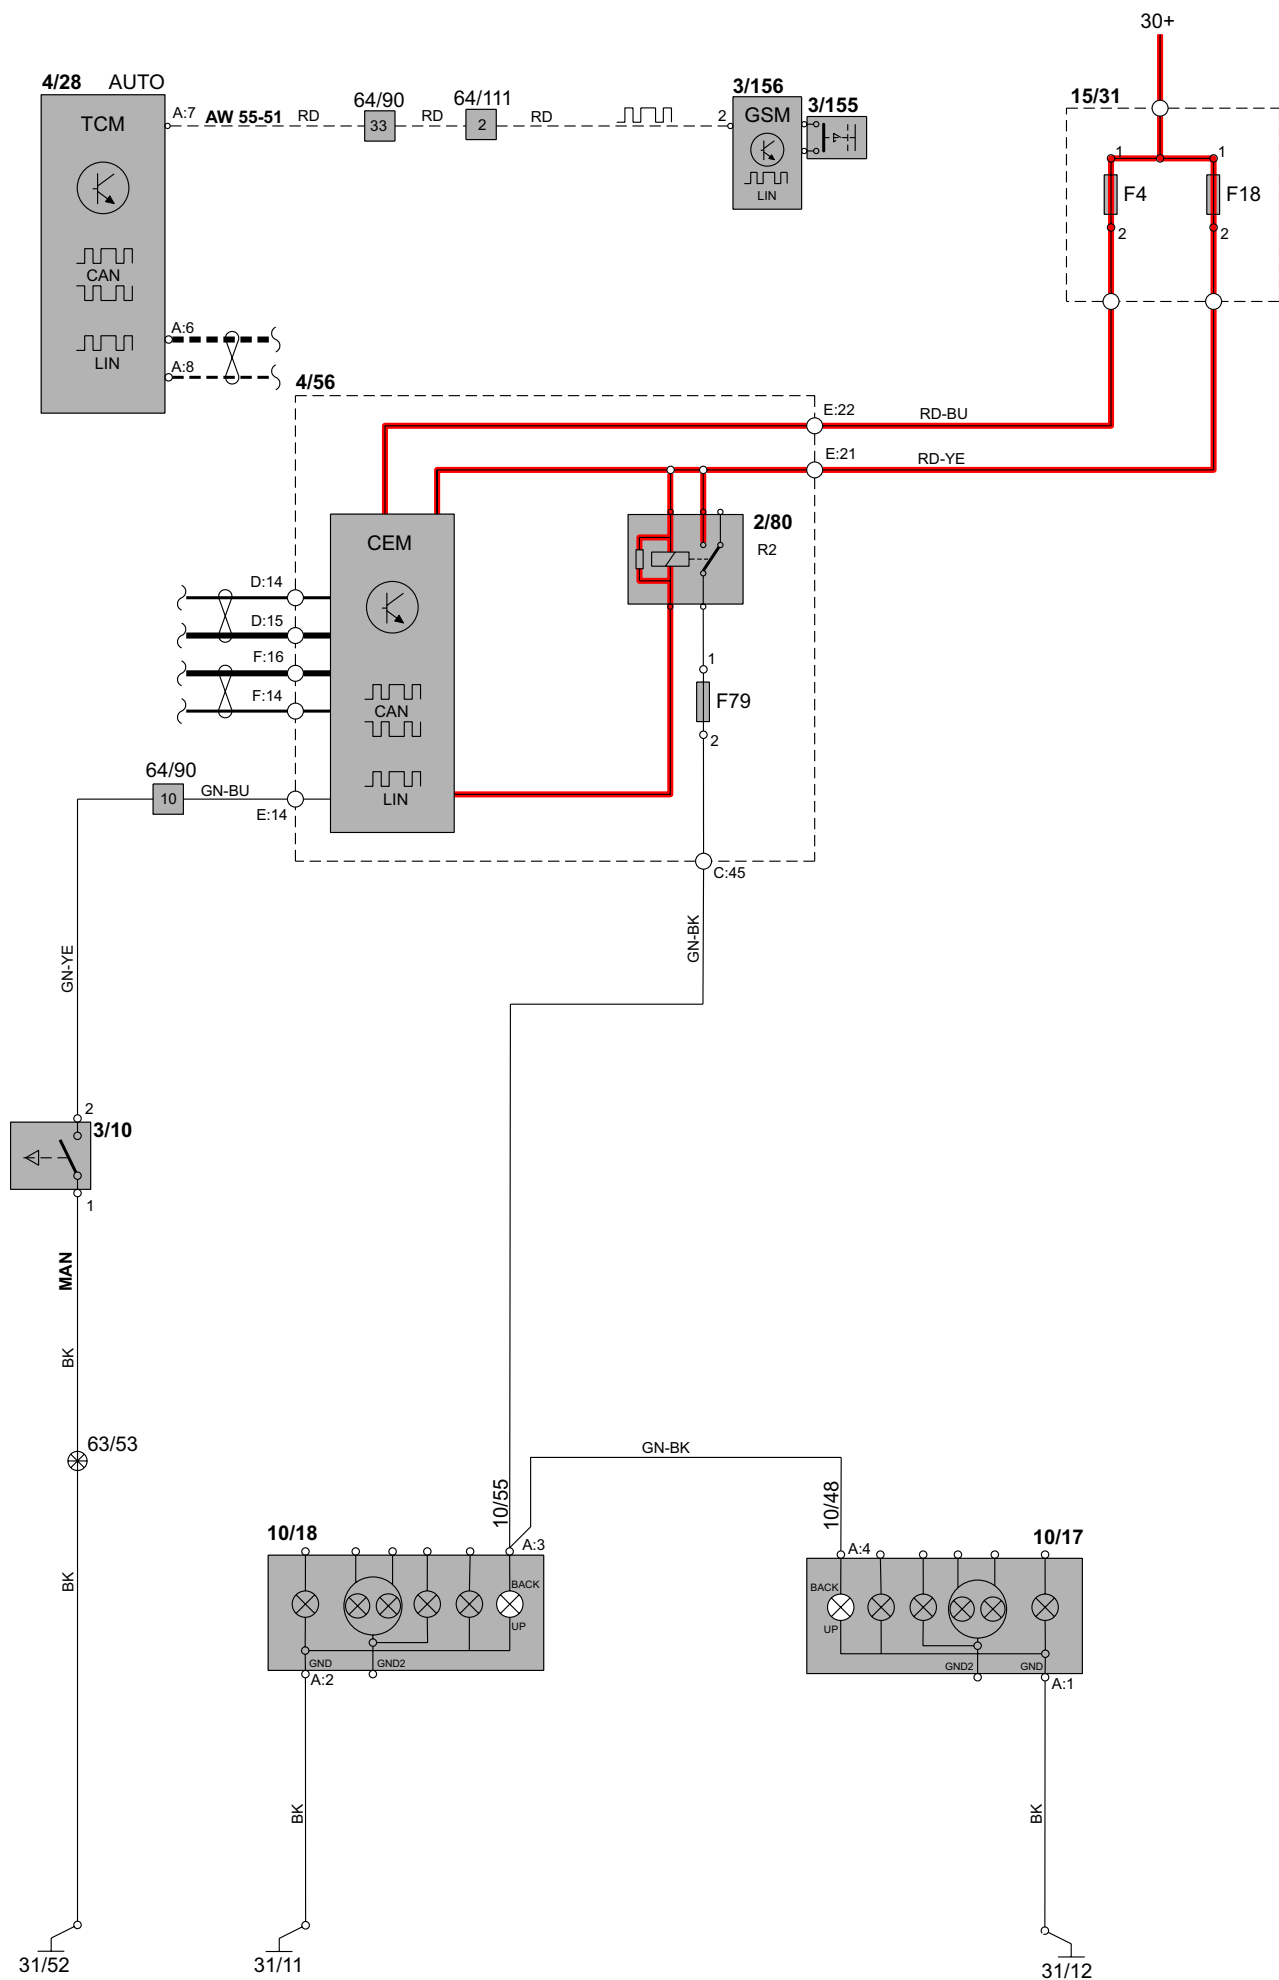 30+
4/28 AUTO
TCM
A:7
AW 55-51
RD
64/90
33
RD
64/111
2
RD
2
3/156
GSM
LIN
3/155
15/31
1
1
F4
F18
2
2
CAN
LIN
A:6
A:8
4/56
E:22
RD-BU
E:21
RD-YE
CEM
2/80
R2
D:14
D:15
F:16
F:14
CAN
LIN
1
F79
2
64/90
10
GN-BU
E:14
C:45
GN-BK
GN-YE
2
3/10
1
MAN
BK
63/53
BK
GN-BK
10/55
10/48
10/18
A:3
BACK
UP
GND
GND2
A:2
A:4
10/17
BACK
UP
GND2
GND
A:1
BK
BK
31/52
31/11
31/12